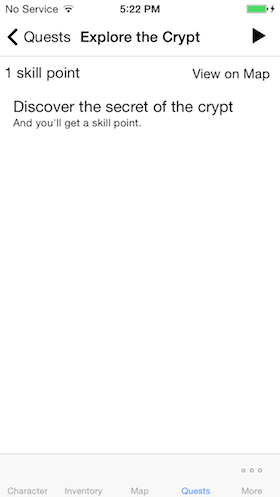 No Service 5:22 PM
Quests Explore the Crypt
1 skill point View on Map
Discover the secret of the crypt
And you'll get a skill point.
Character Inventory Map Quests More